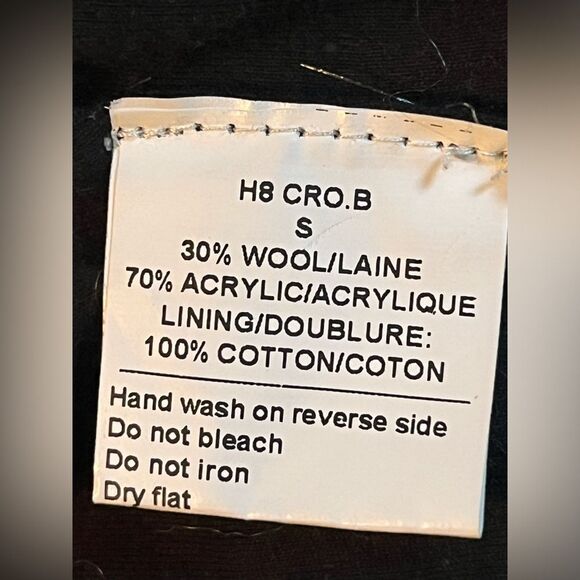 H8 CRO.B
S
30% WOOL/LAINE
70% ACRYLIC/ACRYLIQUE
LINING/DOUBLURE:
100% COTTON/COTON
Hand wash on reverse side
Do not bleach
Do not iron
Dry flat